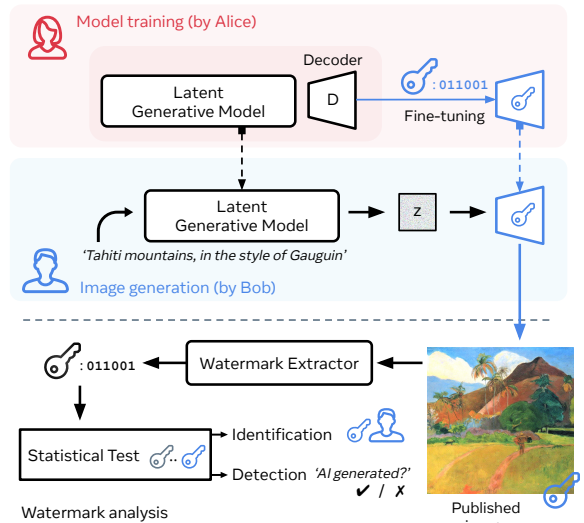 Model training (by Alice)
Decoder
Latent
Generative Model
D
: 011001
Fine-tuning
Latent
Generative Model
z
'Tahiti mountains, in the style of Gauguin'
Image generation (by Bob)
: 011001
Watermark Extractor
Statistical Test
..
Identification
Detection 'AI generated?'
✔ / ✗
Watermark analysis
Published